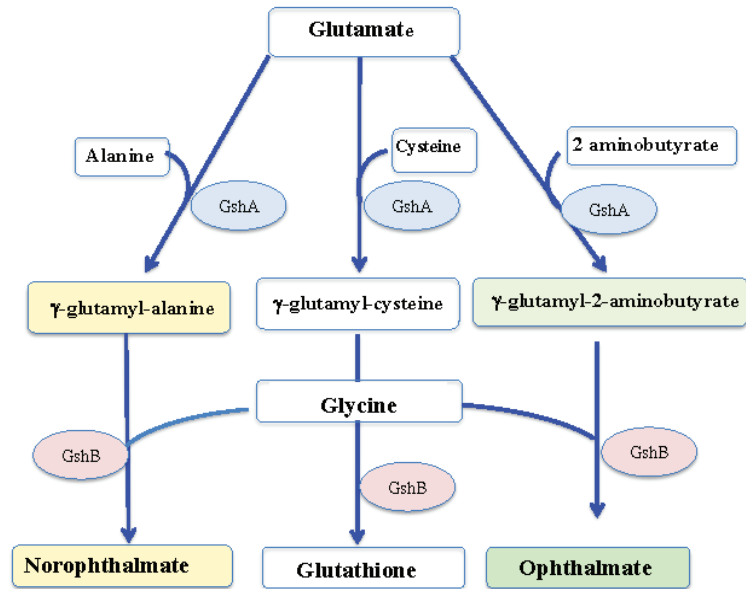 Glutamate
Alanine
Cysteine
2 aminobutyrate
GshA
GshA
GshA
γ-glutamyl-alanine
γ-glutamyl-cysteine
γ-glutamyl-2-aminobutyrate
Glycine
GshB
GshB
GshB
Norophthalmate
Glutathione
Ophthalmate